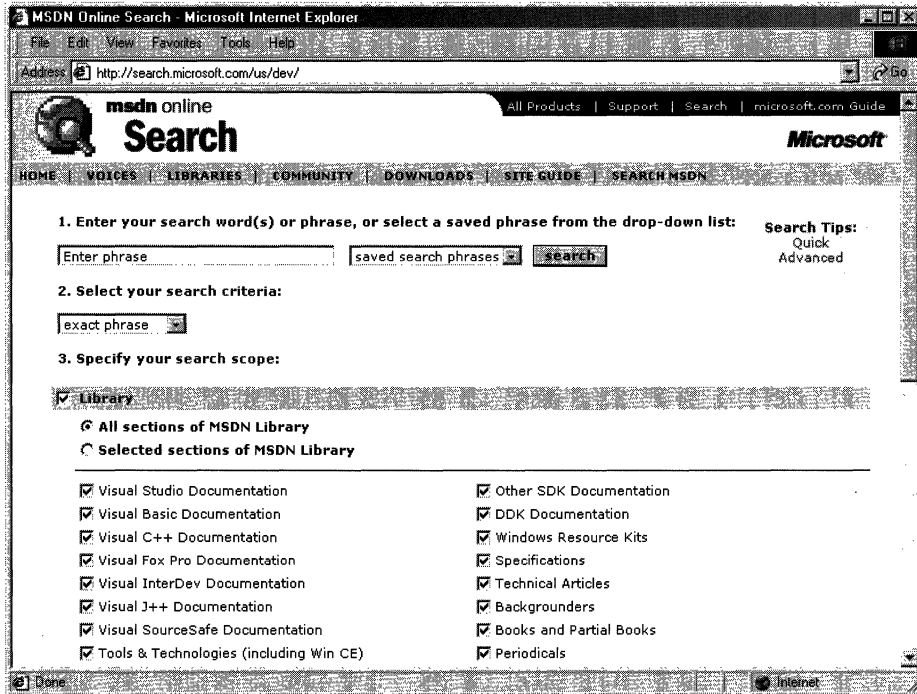 MSDN Online Search - Microsoft Internet Explorer
File Edit View Favorites Tools Help
Address http://search.microsoft.com/us/dev/ Go
msdn online
Search
All Products | Support | Search | microsoft.com Guide
Microsoft
HOME | VOICES | LIBRARIES | COMMUNITY | DOWNLOADS | SITE GUIDE | SEARCH MSDN
1. Enter your search word(s) or phrase, or select a saved phrase from the drop-down list:
Search Tips:
Quick
Advanced
Enter phrase saved search phrases search
2. Select your search criteria:
exact phrase
3. Specify your search scope:
Library
All sections of MSDN Library
Selected sections of MSDN Library
Visual Studio Documentation Other SDK Documentation
Visual Basic Documentation DDK Documentation
Visual C++ Documentation Windows Resource Kits
Visual Fox Pro Documentation Specifications
Visual InterDev Documentation Technical Articles
Visual J++ Documentation Backgrounders
Visual SourceSafe Documentation Books and Partial Books
Tools & Technologies (including Win CE) Periodicals
Done Internet